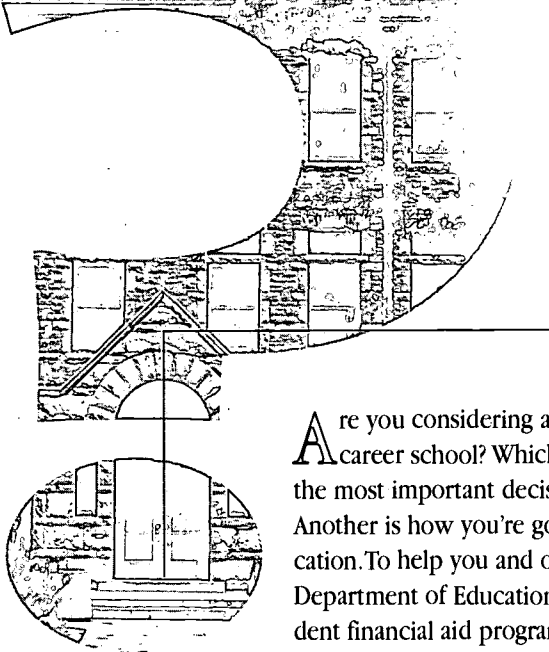 Are you considering a
career school? Which
the most important decis
Another is how you're go
cation. To help you and o
Department of Education
dent financial aid program